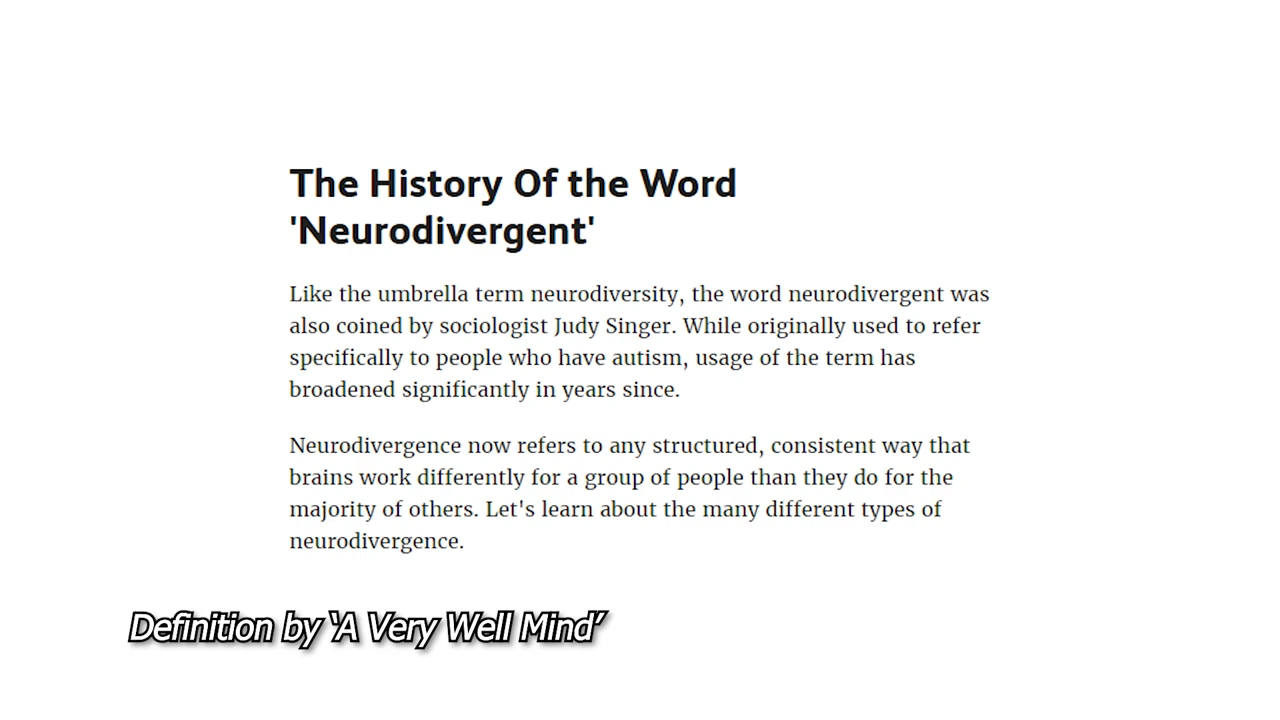 The History Of the Word
'Neurodivergent'
Like the umbrella term neurodiversity, the word neurodivergent was
also coined by sociologist Judy Singer. While originally used to refer
specifically to people who have autism, usage of the term has
broadened significantly in years since.
Neurodivergence now refers to any structured, consistent way that
brains work differently for a group of people than they do for the
majority of others. Let's learn about the many different types of
neurodivergence.
Definition by ‘A Very Well Mind’